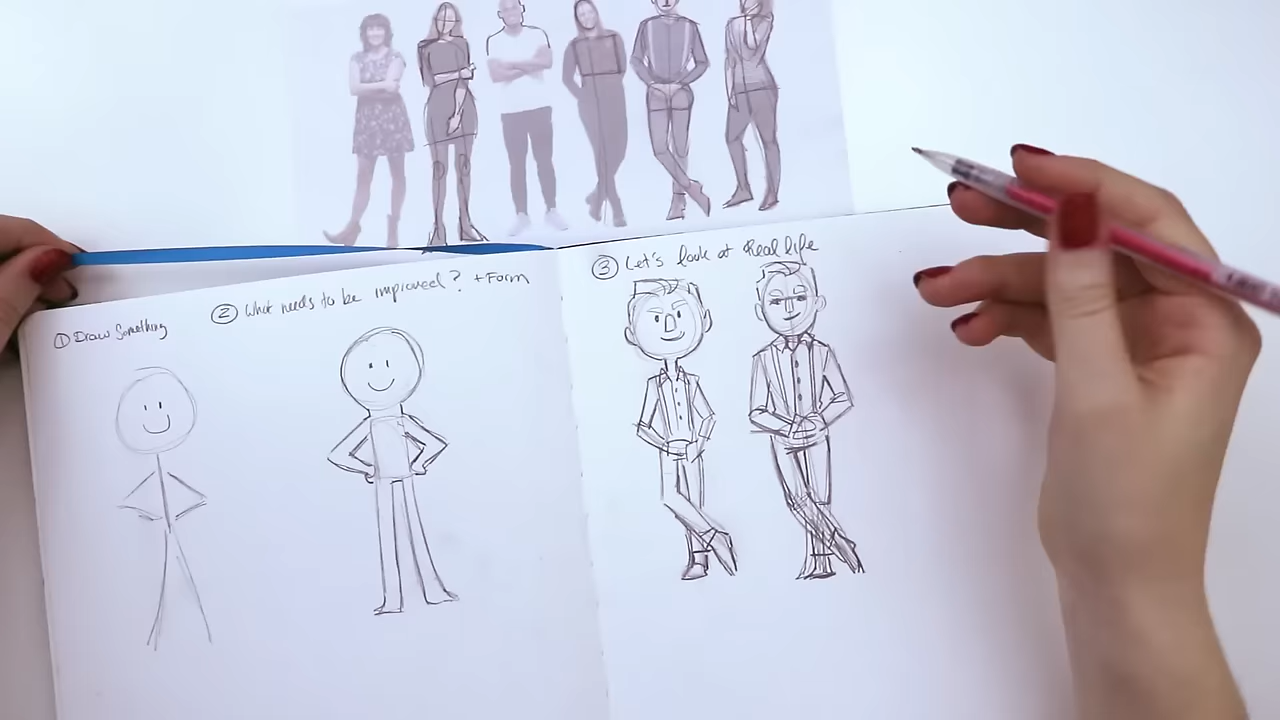 ① Draw Something
② What needs to be improved? + Form
③ Let's look at Real life